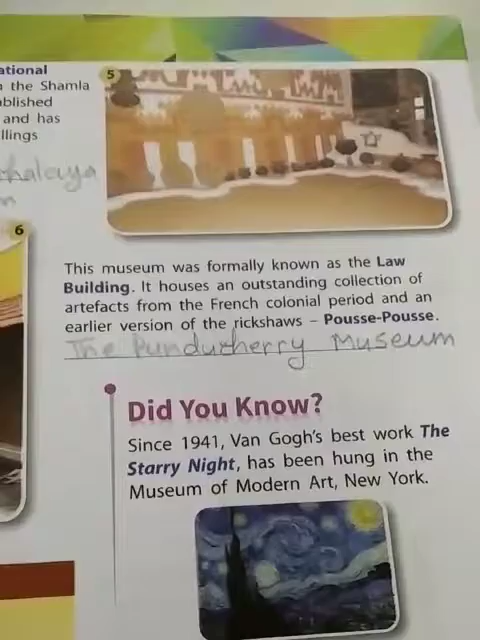 ational
the Shamla
ablished
and has
llings
halaya
n
5
6
This museum was formally known as the Law
Building. It houses an outstanding collection of
artefacts from the French colonial period and an
earlier version of the rickshaws – Pousse-Pousse.
The Punducherry Museum
Did You Know?
Since 1941, Van Gogh's best work The
Starry Night, has been hung in the
Museum of Modern Art, New York.